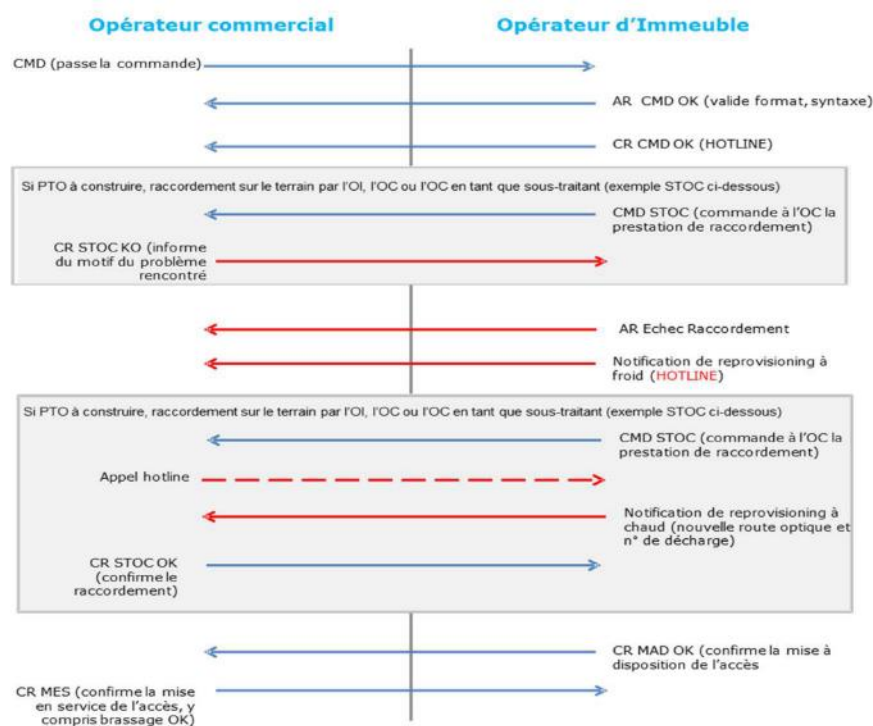 Opérateur commercial
Opérateur d'Immeuble
CMD (passe la commande)
AR CMD OK (valide format, syntaxe)
CR CMD OK (HOTLINE)
Si PTO à construire, raccordement sur le terrain par l'OI, l'OC ou l'OC en tant que sous-traitant (exemple STOC ci-dessous)
CMD STOC (commande à l'OC la
prestation de raccordement)
CR STOC KO (informe
du motif du problème
rencontré
AR Echec Raccordement
Notification de reprovisioning à
froid (HOTLINE)
Si PTO à construire, raccordement sur le terrain par l'OI, l'OC ou l'OC en tant que sous-traitant (exemple STOC ci-dessous)
CMD STOC (commande à l'OC la
prestation de raccordement)
Appel hotline
Notification de reprovisioning à
chaud (nouvelle route optique et
n° de décharge)
CR STOC OK
(confirme le
raccordement)
CR MAD OK (confirme la mise à
disposition de l'accès
CR MES (confirme la mise
en service de l'accès, y
compris brassage OK)